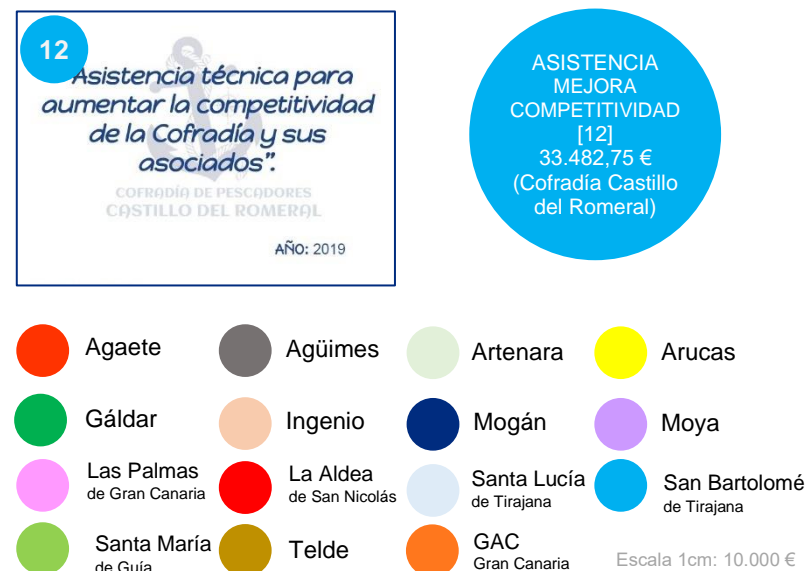 12
Asistencia técnica para
aumentar la competitividad
de la Cofradía y sus
asociados”.
COFRADÍA DE PESCADORES
CASTILLO DEL ROMERAL
AÑO: 2019
ASISTENCIA
MEJORA
COMPETITIVIDAD
[12]
33.482,75 €
(Cofradía Castillo
del Romeral)
Agaete
Agüimes
Artenara
Arucas
Gáldar
Ingenio
Mogán
Moya
Las Palmas
de Gran Canaria
La Aldea
de San Nicolás
Santa Lucía
de Tirajana
San Bartolomé
de Tirajana
Santa María
de Guía
Telde
GAC
Gran Canaria
Escala 1cm: 10.000 €